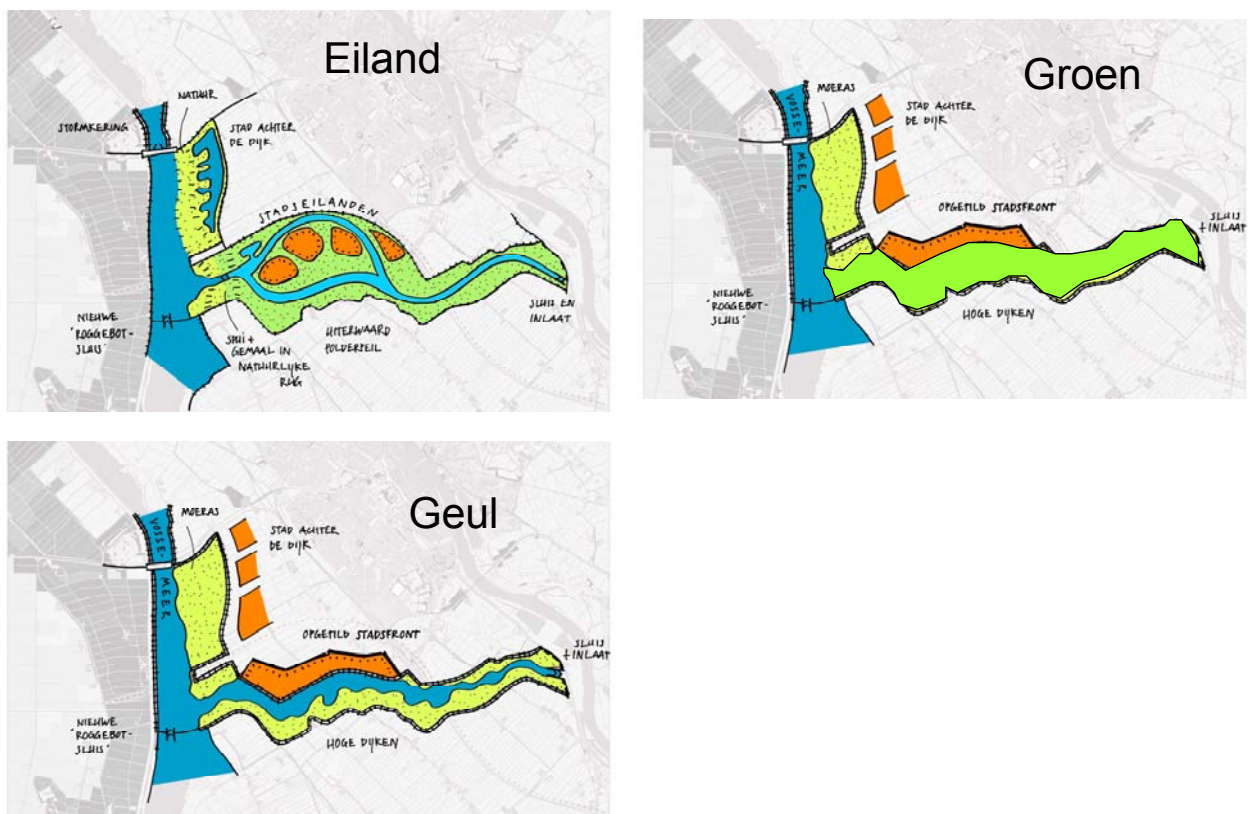 Eiland
NATUUR
STORMKERING
STAD ACHTER
DE DIJK
STADSEILANDEN
NIEUWE
'ROGGEBOT-
SLUIS'
SPUI +
GEMAAL IN
NATUURLIJKE
RUG
UITERWAARD
POLDERPEIL
SLUIS EN
INLAAT
Groen
MOERAS
VOSSE-
MEER
STAD ACHTER
DE DIJK
OPGETILD STADSFRONT
SLUIS
+ INLAAT
NIEUWE
'ROGGEBOT-
SLUIS'
HOGE DIJKEN
Geul
MOERAS
VOSSE-
MEER
STAD ACHTER
DE DIJK
OPGETILD STADSFRONT
SLUIS
+ INLAAT
NIEUWE
'ROGGEBOT-
SLUIS'
HOGE DIJKEN